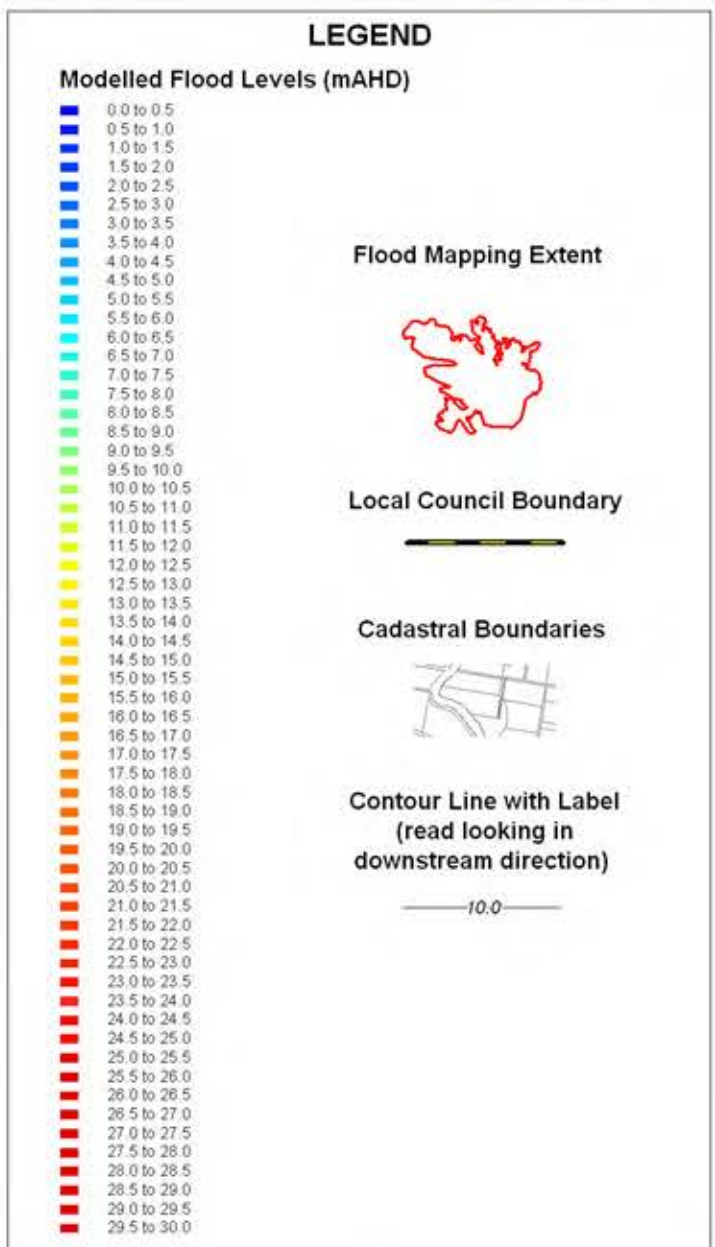 LEGEND
Modelled Flood Levels (mAHD)
0.0 to 0.5
0.5 to 1.0
1.0 to 1.5
1.5 to 2.0
2.0 to 2.5
2.5 to 3.0
3.0 to 3.5
3.5 to 4.0
4.0 to 4.5
4.5 to 5.0
5.0 to 5.5
5.5 to 6.0
6.0 to 6.5
6.5 to 7.0
7.0 to 7.5
7.5 to 8.0
8.0 to 8.5
8.5 to 9.0
9.0 to 9.5
9.5 to 10.0
10.0 to 10.5
10.5 to 11.0
11.0 to 11.5
11.5 to 12.0
12.0 to 12.5
12.5 to 13.0
13.0 to 13.5
13.5 to 14.0
14.0 to 14.5
14.5 to 15.0
15.0 to 15.5
15.5 to 16.0
16.0 to 16.5
16.5 to 17.0
17.0 to 17.5
17.5 to 18.0
18.0 to 18.5
18.5 to 19.0
19.0 to 19.5
19.5 to 20.0
20.0 to 20.5
20.5 to 21.0
21.0 to 21.5
21.5 to 22.0
22.0 to 22.5
22.5 to 23.0
23.0 to 23.5
23.5 to 24.0
24.0 to 24.5
24.5 to 25.0
25.0 to 25.5
25.5 to 26.0
26.0 to 26.5
26.5 to 27.0
27.0 to 27.5
27.5 to 28.0
28.0 to 28.5
28.5 to 29.0
29.0 to 29.5
29.5 to 30.0
Flood Mapping Extent
Local Council Boundary
Cadastral Boundaries
Contour Line with Label
(read looking in
downstream direction)
10.0